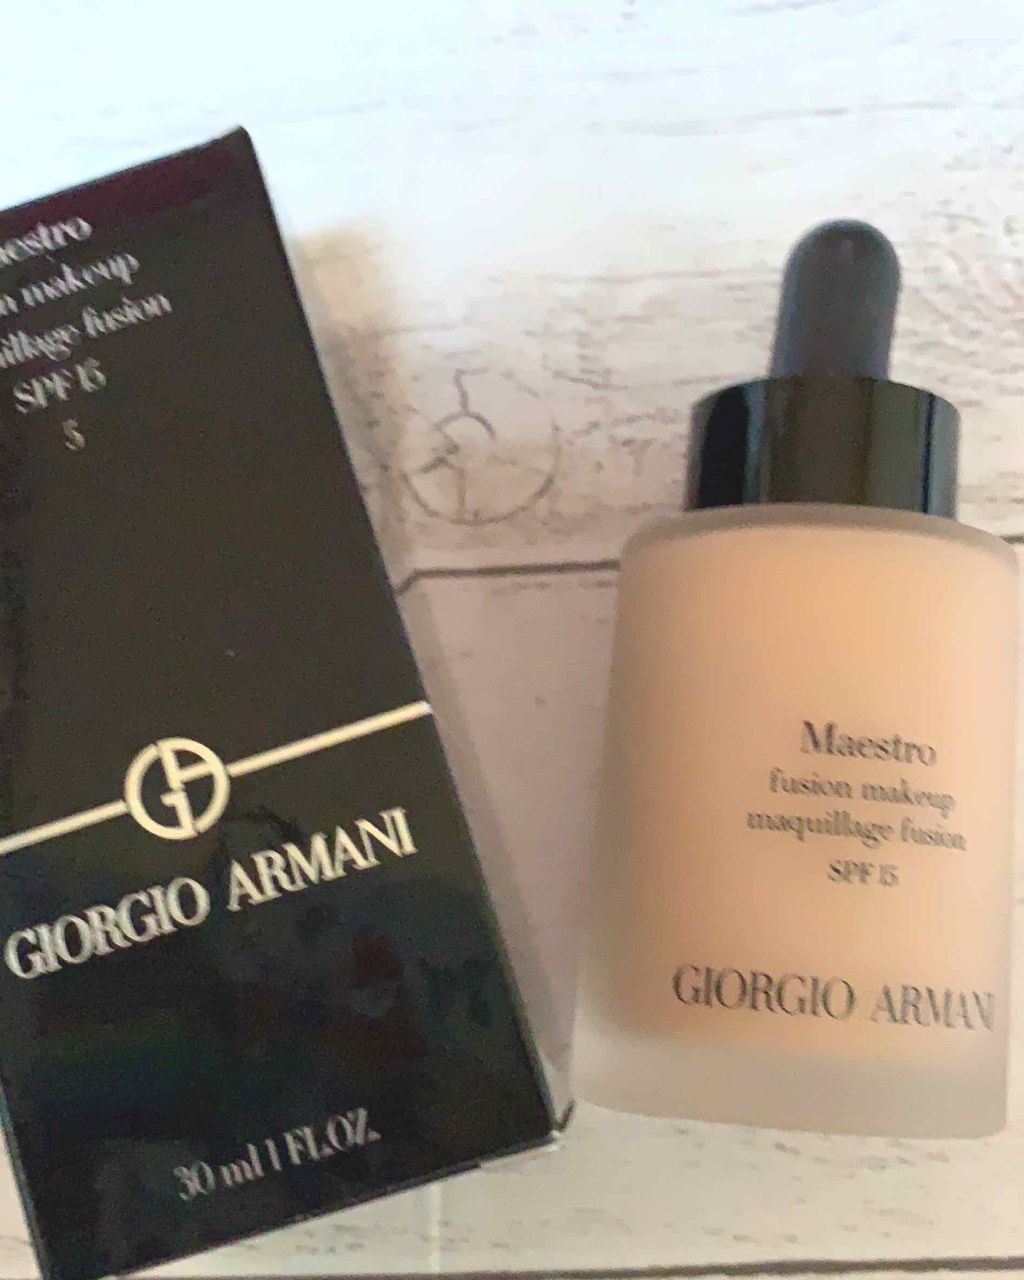 aestro
n makeup
illage fusion
SPF 15
5
GIORGIO ARMANI
30 ml 1 FL.OZ.
Maestro
fusion makeup
maquillage fusion
SPF 15
GIORGIO ARMANI